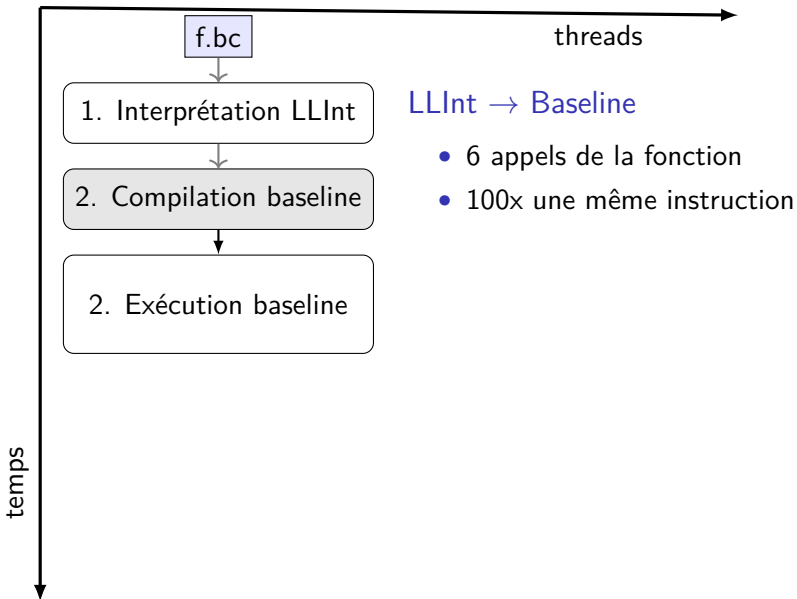 f.bc
threads
1. Interprétation LLInt
LLInt → Baseline
• 6 appels de la fonction
2. Compilation baseline
• 100x une même instruction
2. Exécution baseline
temps